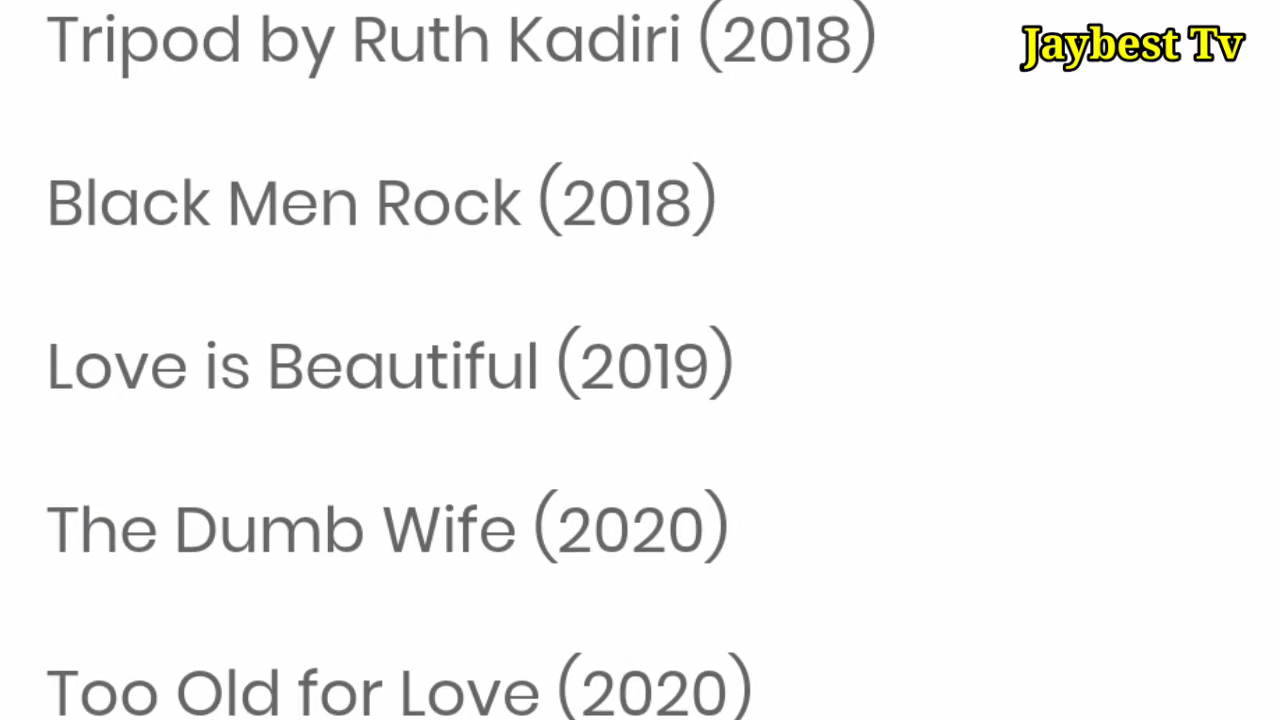 Tripod by Ruth Kadiri (2018)
Jaybest Tv
Black Men Rock (2018)
Love is Beautiful (2019)
The Dumb Wife (2020)
Too Old for Love (2020)